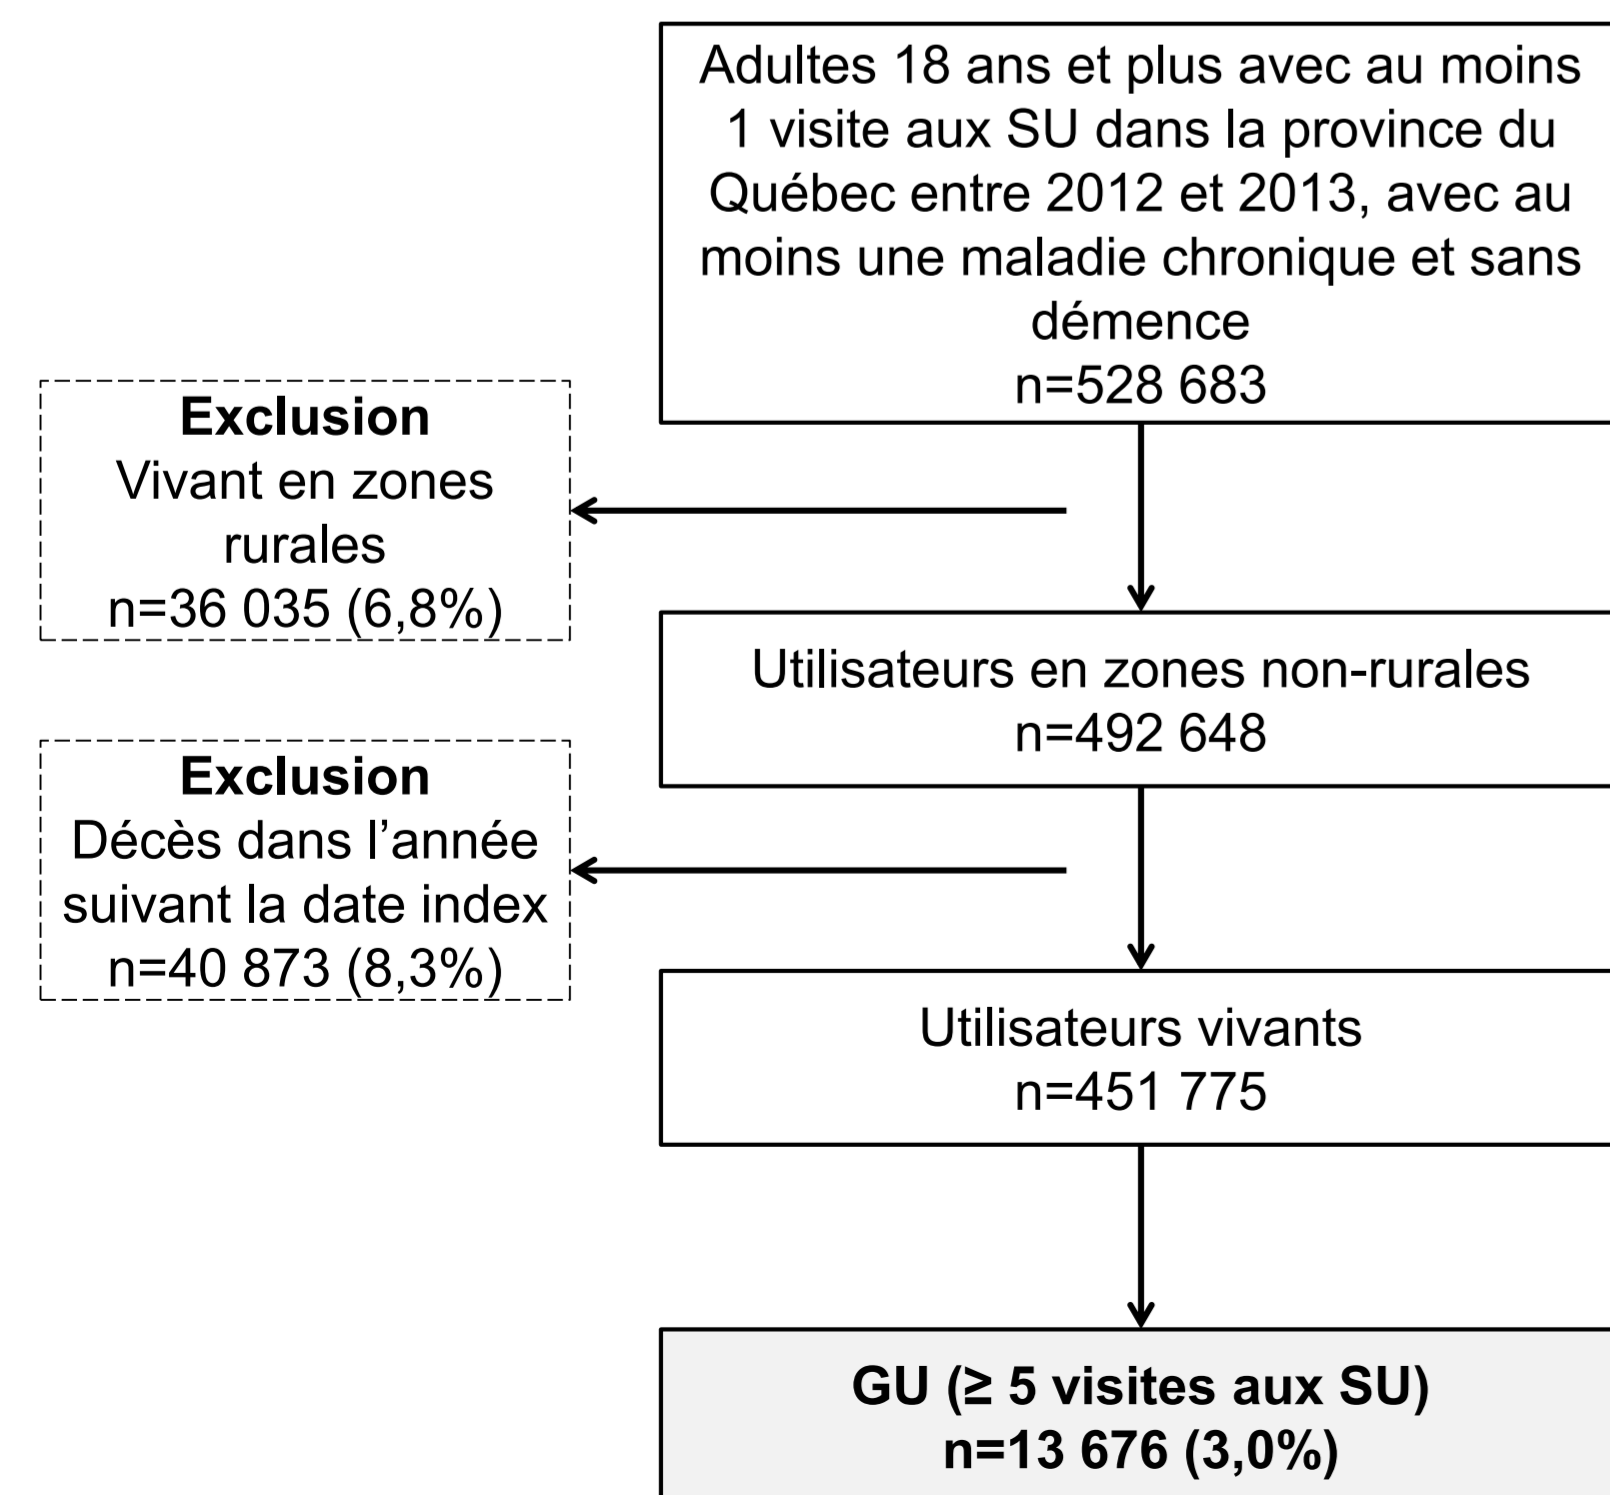 Adultes 18 ans et plus avec au moins
1 visite aux SU dans la province du
Québec entre 2012 et 2013, avec au
moins une maladie chronique et sans
démence
n=528 683
Exclusion
Vivant en zones
rurales
n=36 035 (6,8%)
Utilisateurs en zones non-rurales
n=492 648
Exclusion
Décès dans l’année
suivant la date index
n=40 873 (8,3%)
Utilisateurs vivants
n=451 775
GU (≥ 5 visites aux SU)
n=13 676 (3,0%)